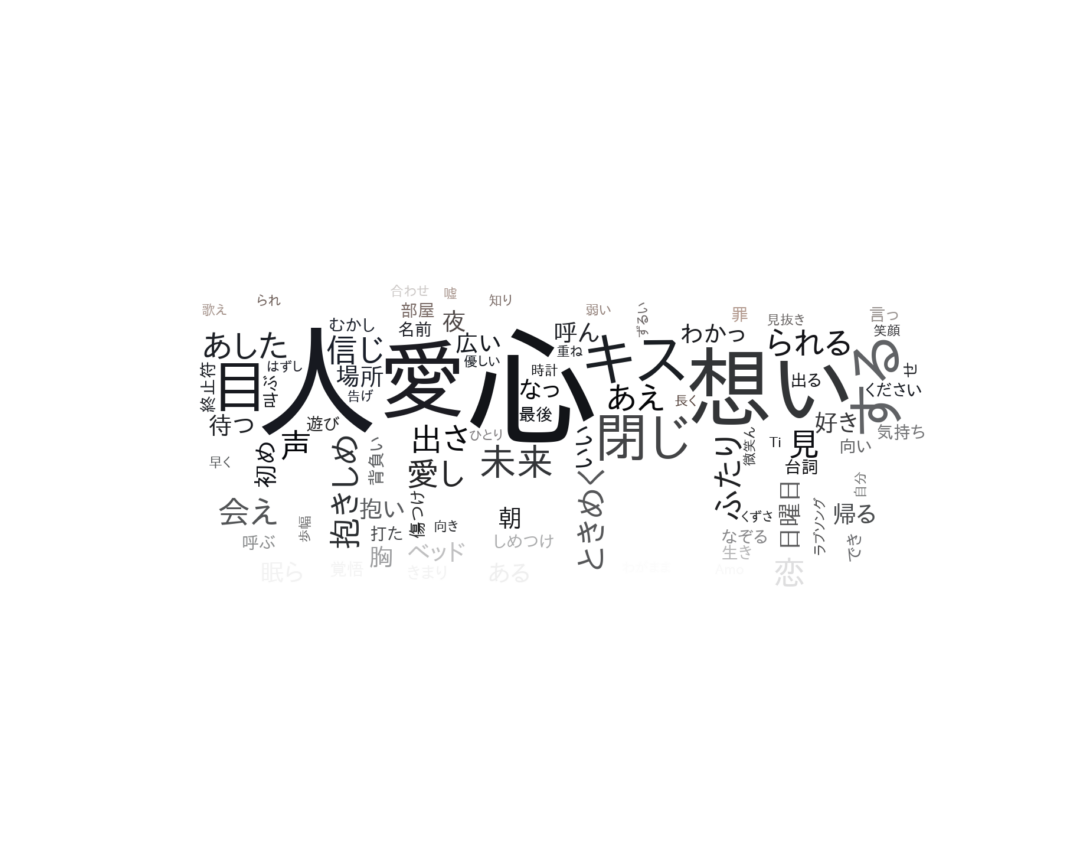 合わせ
嘘
知り
られ
歌え
部屋
夜
弱い
ずるい
罪
見抜き
言っ
笑顔
むかし
名前
あした
信じ
広い
呼ん
重ね
キス
わかっ
られる
する
せ
終止符
目
はずし
叫ぶ
人
場所
告げ
愛
優しい
心
時計
なっ
最後
あえ
長く
想い
出る
ください
待つ
遊び
好き
気持ち
声
初め
早く
抱きしめ
背負い
出さ
ひとり
愛し
未来
いい
閉じ
ときめく
ふたり
微笑ん
Ti
見
向い
台詞
自分
会え
歩幅
抱い
傷つけ
打た
向き
朝
くずさ
日曜日
ラブソング
帰る
呼ぶ
胸
ベッド
しめつけ
なぞる
生き
でき
眠ら
覚悟
きまり
ある
恋